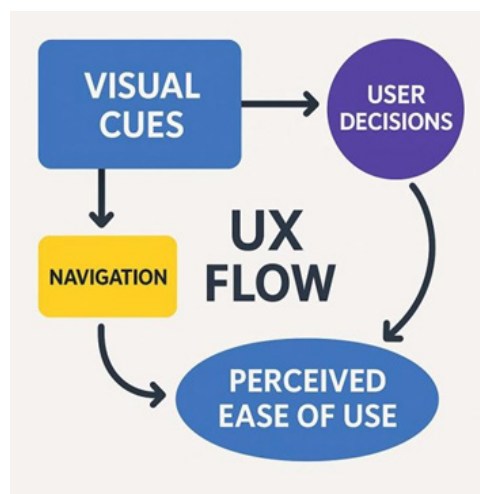 VISUAL
CUES
USER
DECISIONS
UX
FLOW
NAVIGATION
PERCEIVED
EASE OF USE